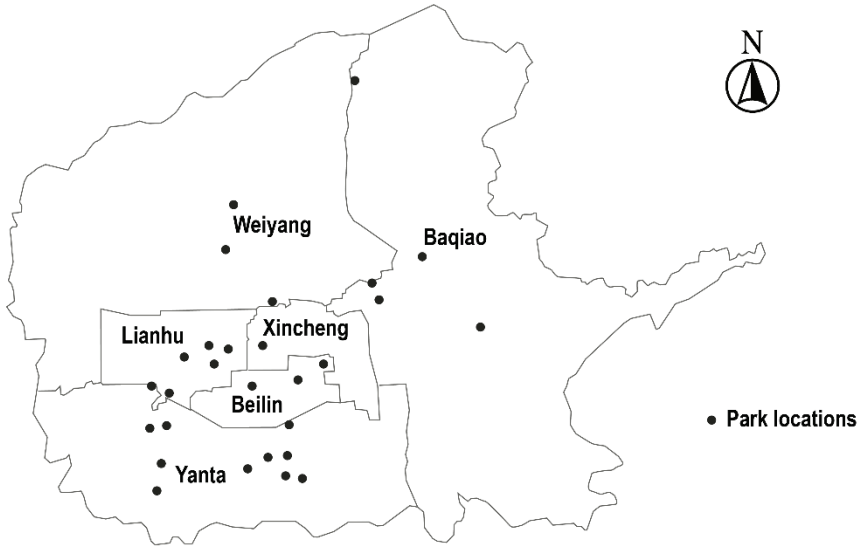 N
Weiyang
Baqiao
Lianhu
Xincheng
Beilin
Park locations
Yanta